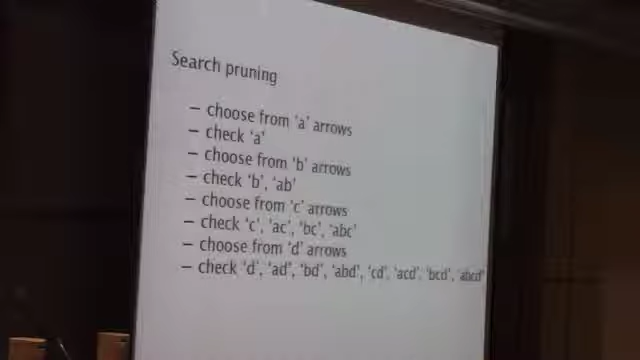 Search pruning
– choose from 'a' arrows
– check 'a'
– choose from 'b' arrows
– check 'b', 'ab'
– choose from 'c' arrows
– check 'c', 'ac', 'bc', 'abc'
– choose from 'd' arrows
– check 'd', 'ad', 'bd', 'abd', 'cd', 'acd', 'bcd', 'abcd'